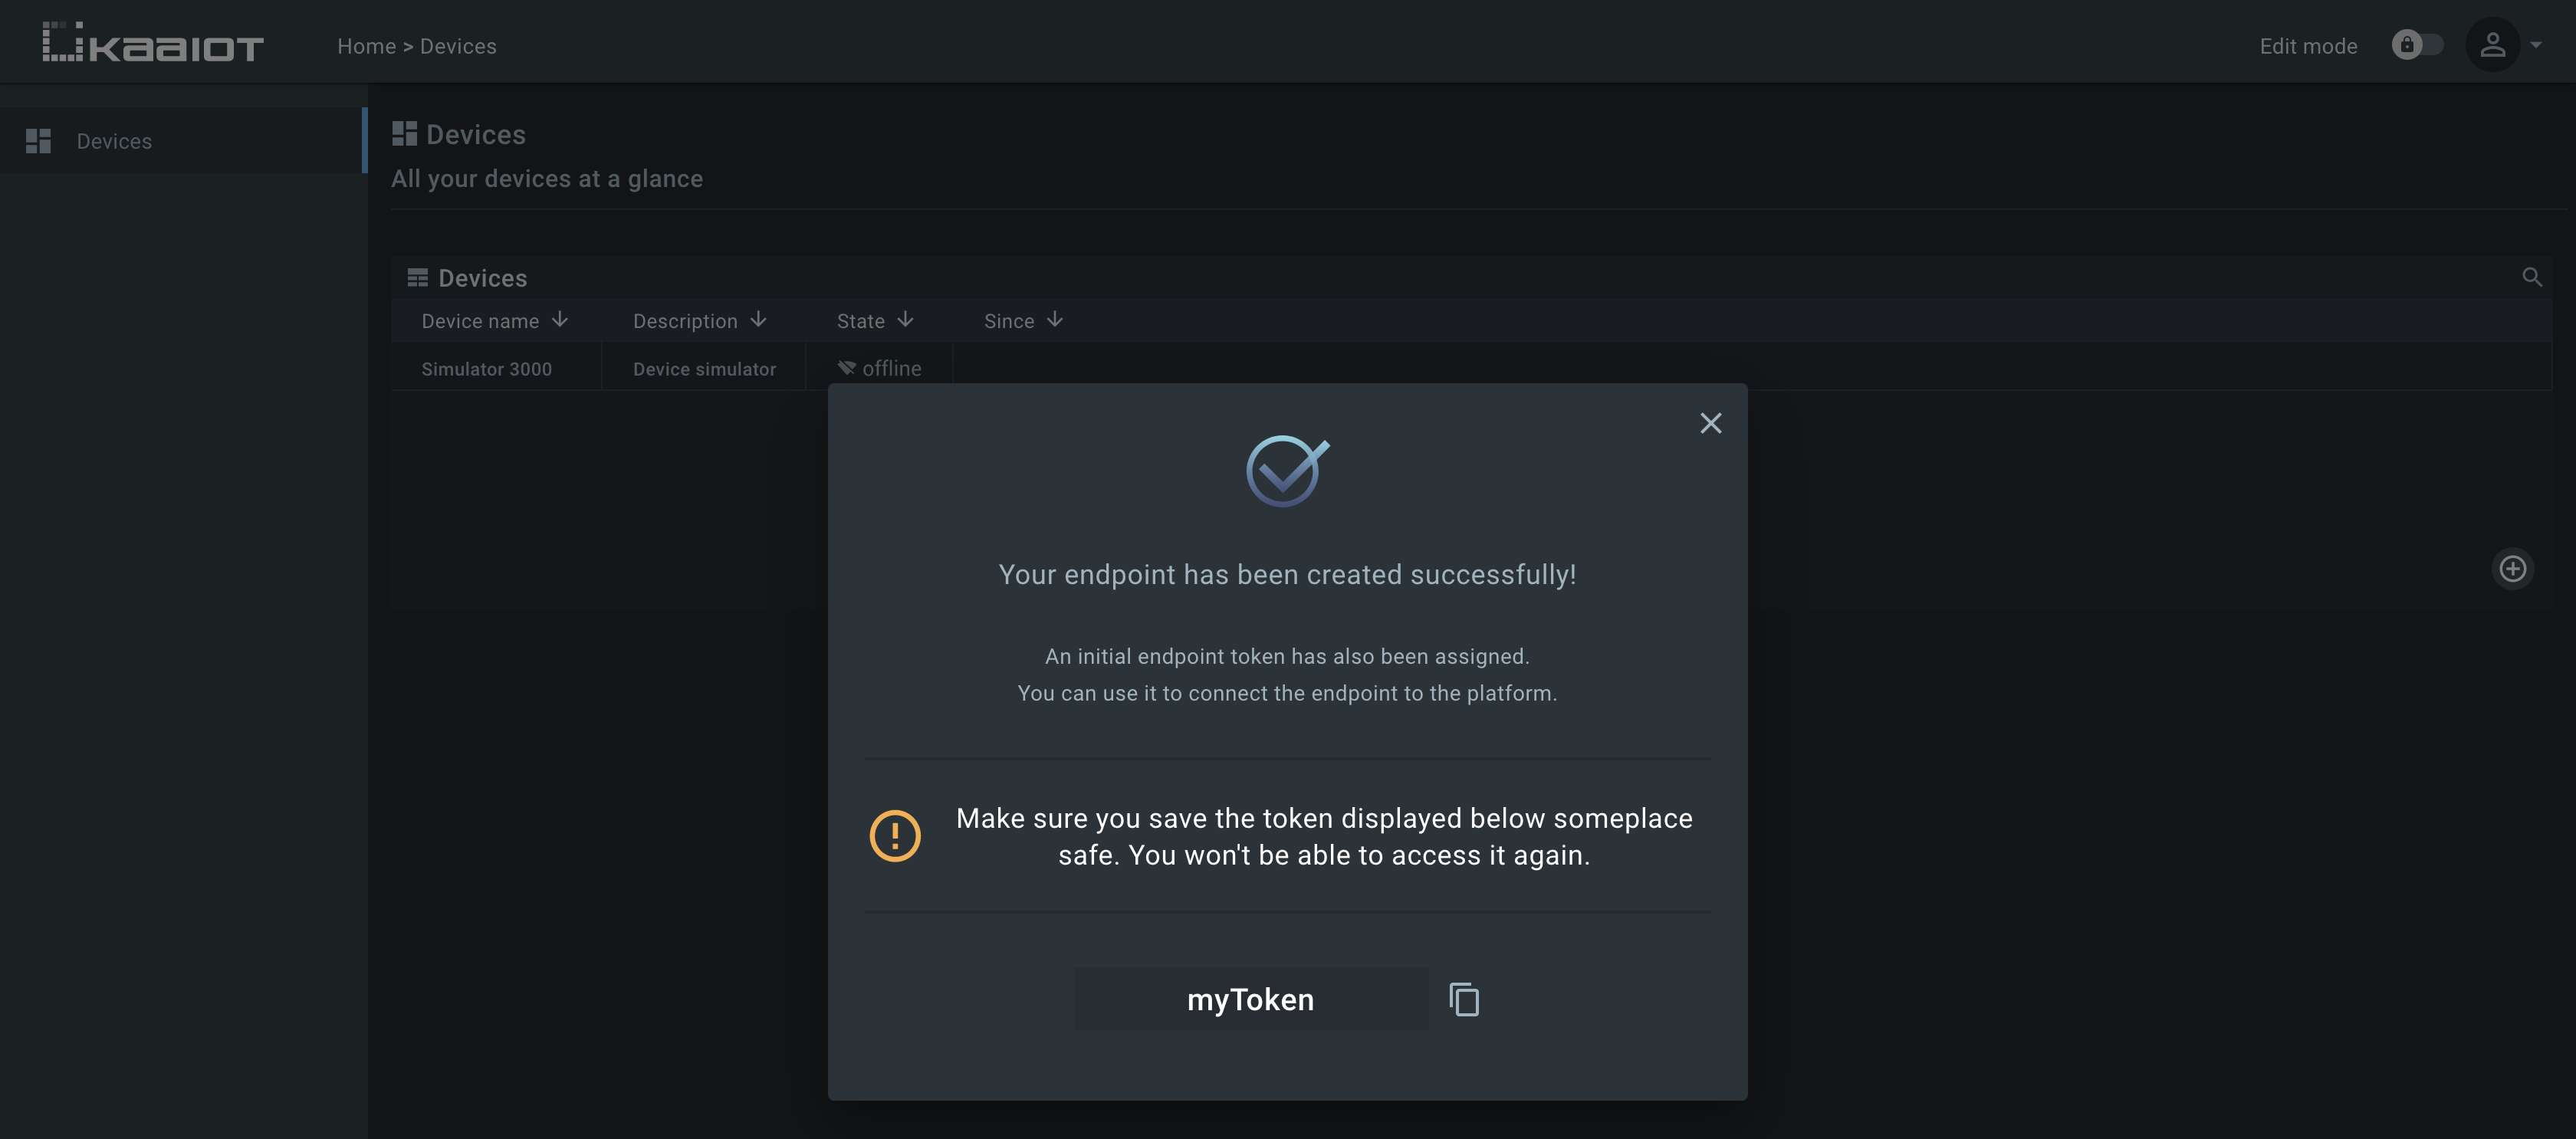 KaaIoT
Home > Devices
Edit mode
Devices
Devices
All your devices at a glance
Devices
Device name Description State Since
Simulator 3000 Device simulator offline
Your endpoint has been created successfully!
An initial endpoint token has also been assigned.
You can use it to connect the endpoint to the platform.
Make sure you save the token displayed below someplace
safe. You won't be able to access it again.
myToken